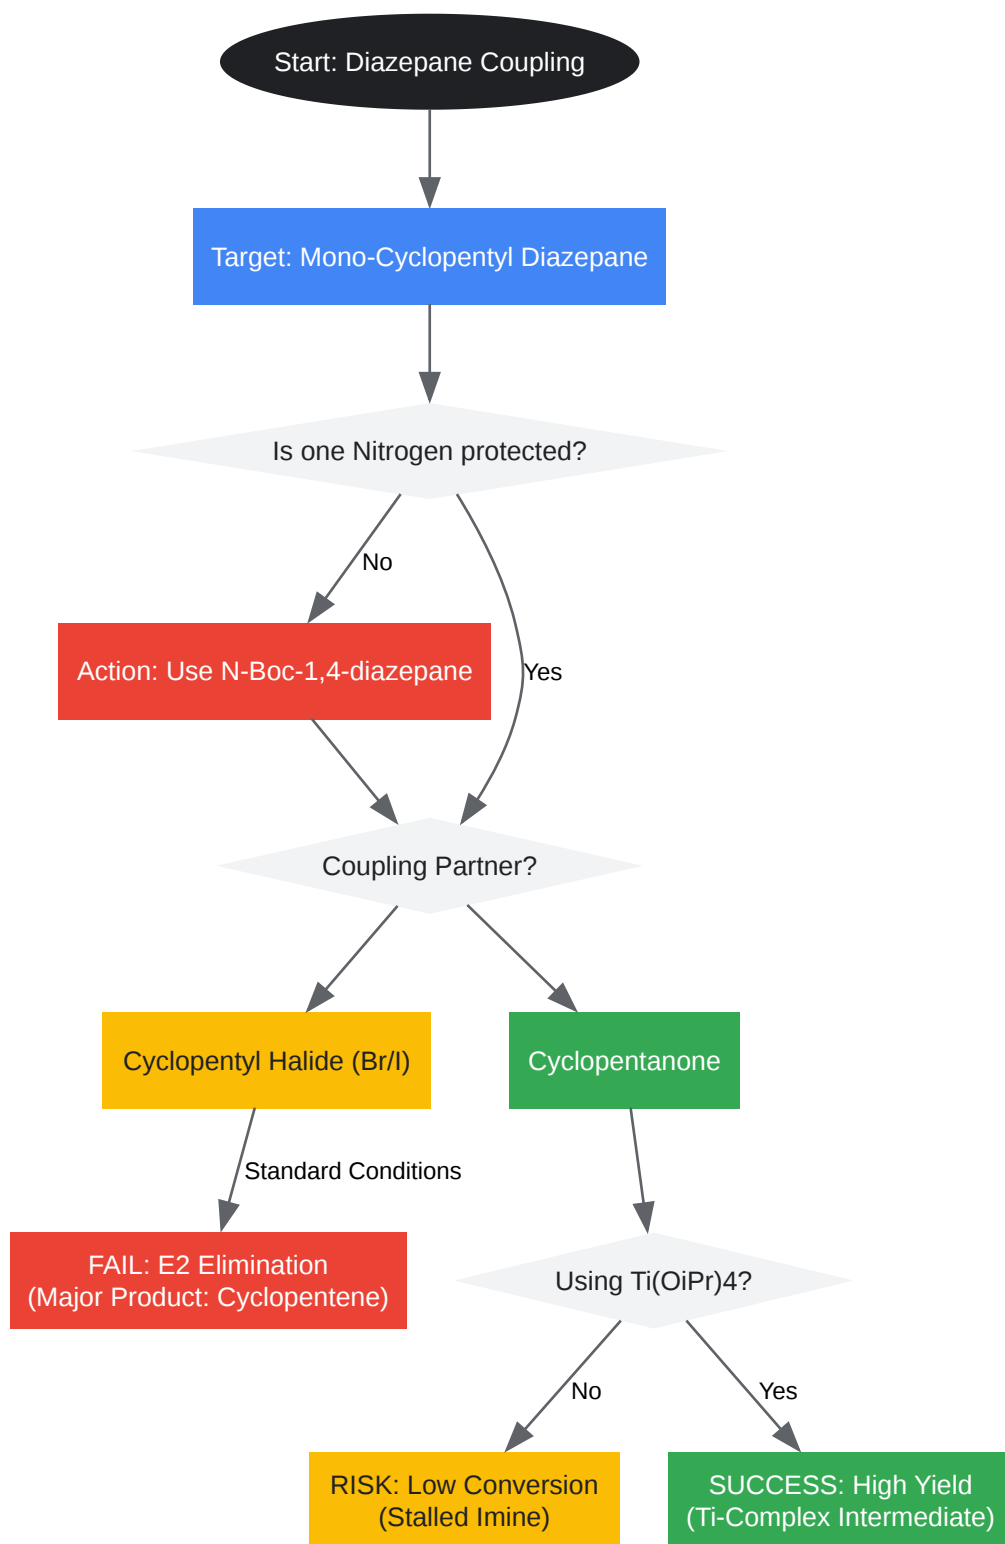 Start: Diazepane Coupling
Target: Mono-Cyclopentyl Diazepane
Is one Nitrogen protected?
No
Action: Use N-Boc-1,4-diazepane
Yes
Coupling Partner?
Cyclopentyl Halide (Br/I)
Cyclopentanone
Standard Conditions
FAIL: E2 Elimination
(Major Product: Cyclopentene)
Using Ti(OiPr)4?
No
Yes
RISK: Low Conversion
(Stalled Imine)
SUCCESS: High Yield
(Ti-Complex Intermediate)